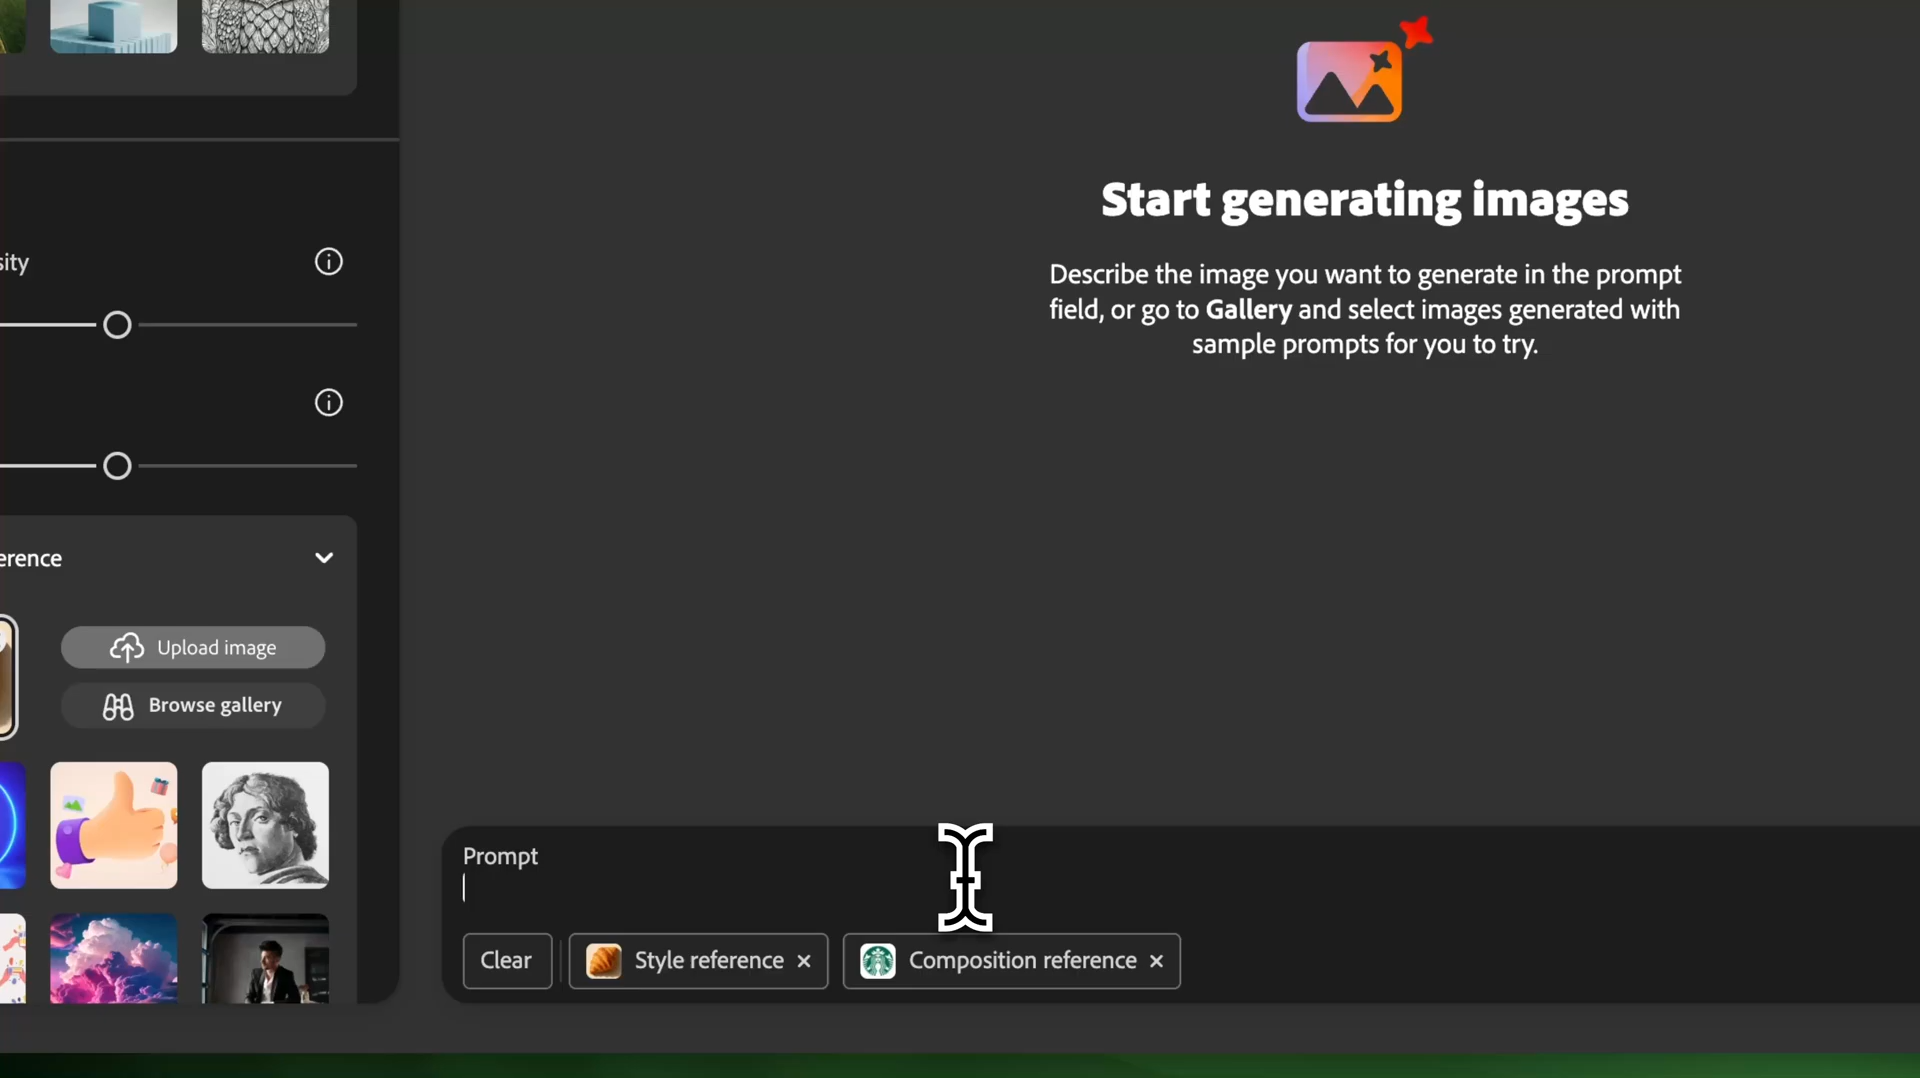 Start generating images
Describe the image you want to generate in the prompt
field, or go to Gallery and select images generated with
sample prompts for you to try.
sity
erence
Upload image
Browse gallery
Prompt
Clear
Style reference
Composition reference